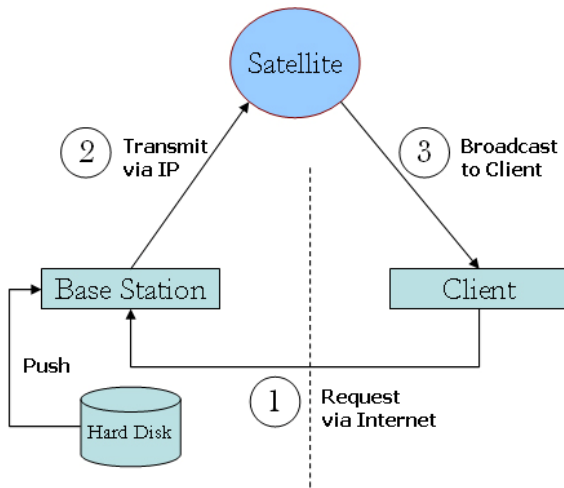 Satellite
2
Transmit
via IP
3
Broadcast
to Client
Base Station
Client
Push
1
Request
via Internet
Hard Disk